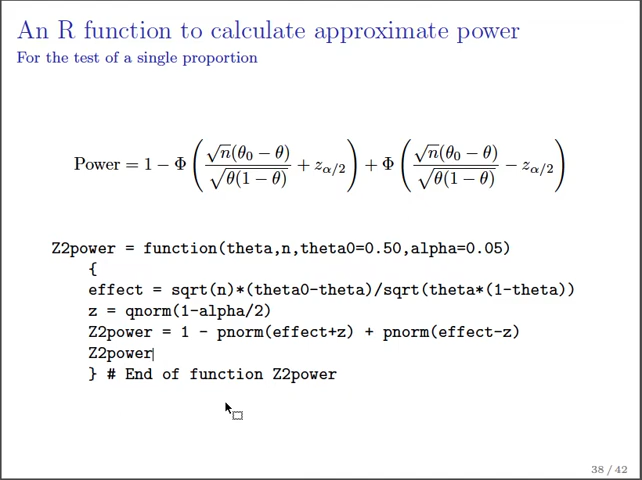 An R function to calculate approximate power
For the test of a single proportion
Power = 1 − Φ ( √n(θ0 − θ) / √θ(1 − θ) + zα/2 ) + Φ ( √n(θ0 − θ) / √θ(1 − θ) − zα/2 )
Z2power = function(theta,n,theta0=0.50,alpha=0.05)
{
effect = sqrt(n)*(theta0-theta)/sqrt(theta*(1-theta))
z = qnorm(1-alpha/2)
Z2power = 1 - pnorm(effect+z) + pnorm(effect-z)
Z2power
} # End of function Z2power
38 / 42